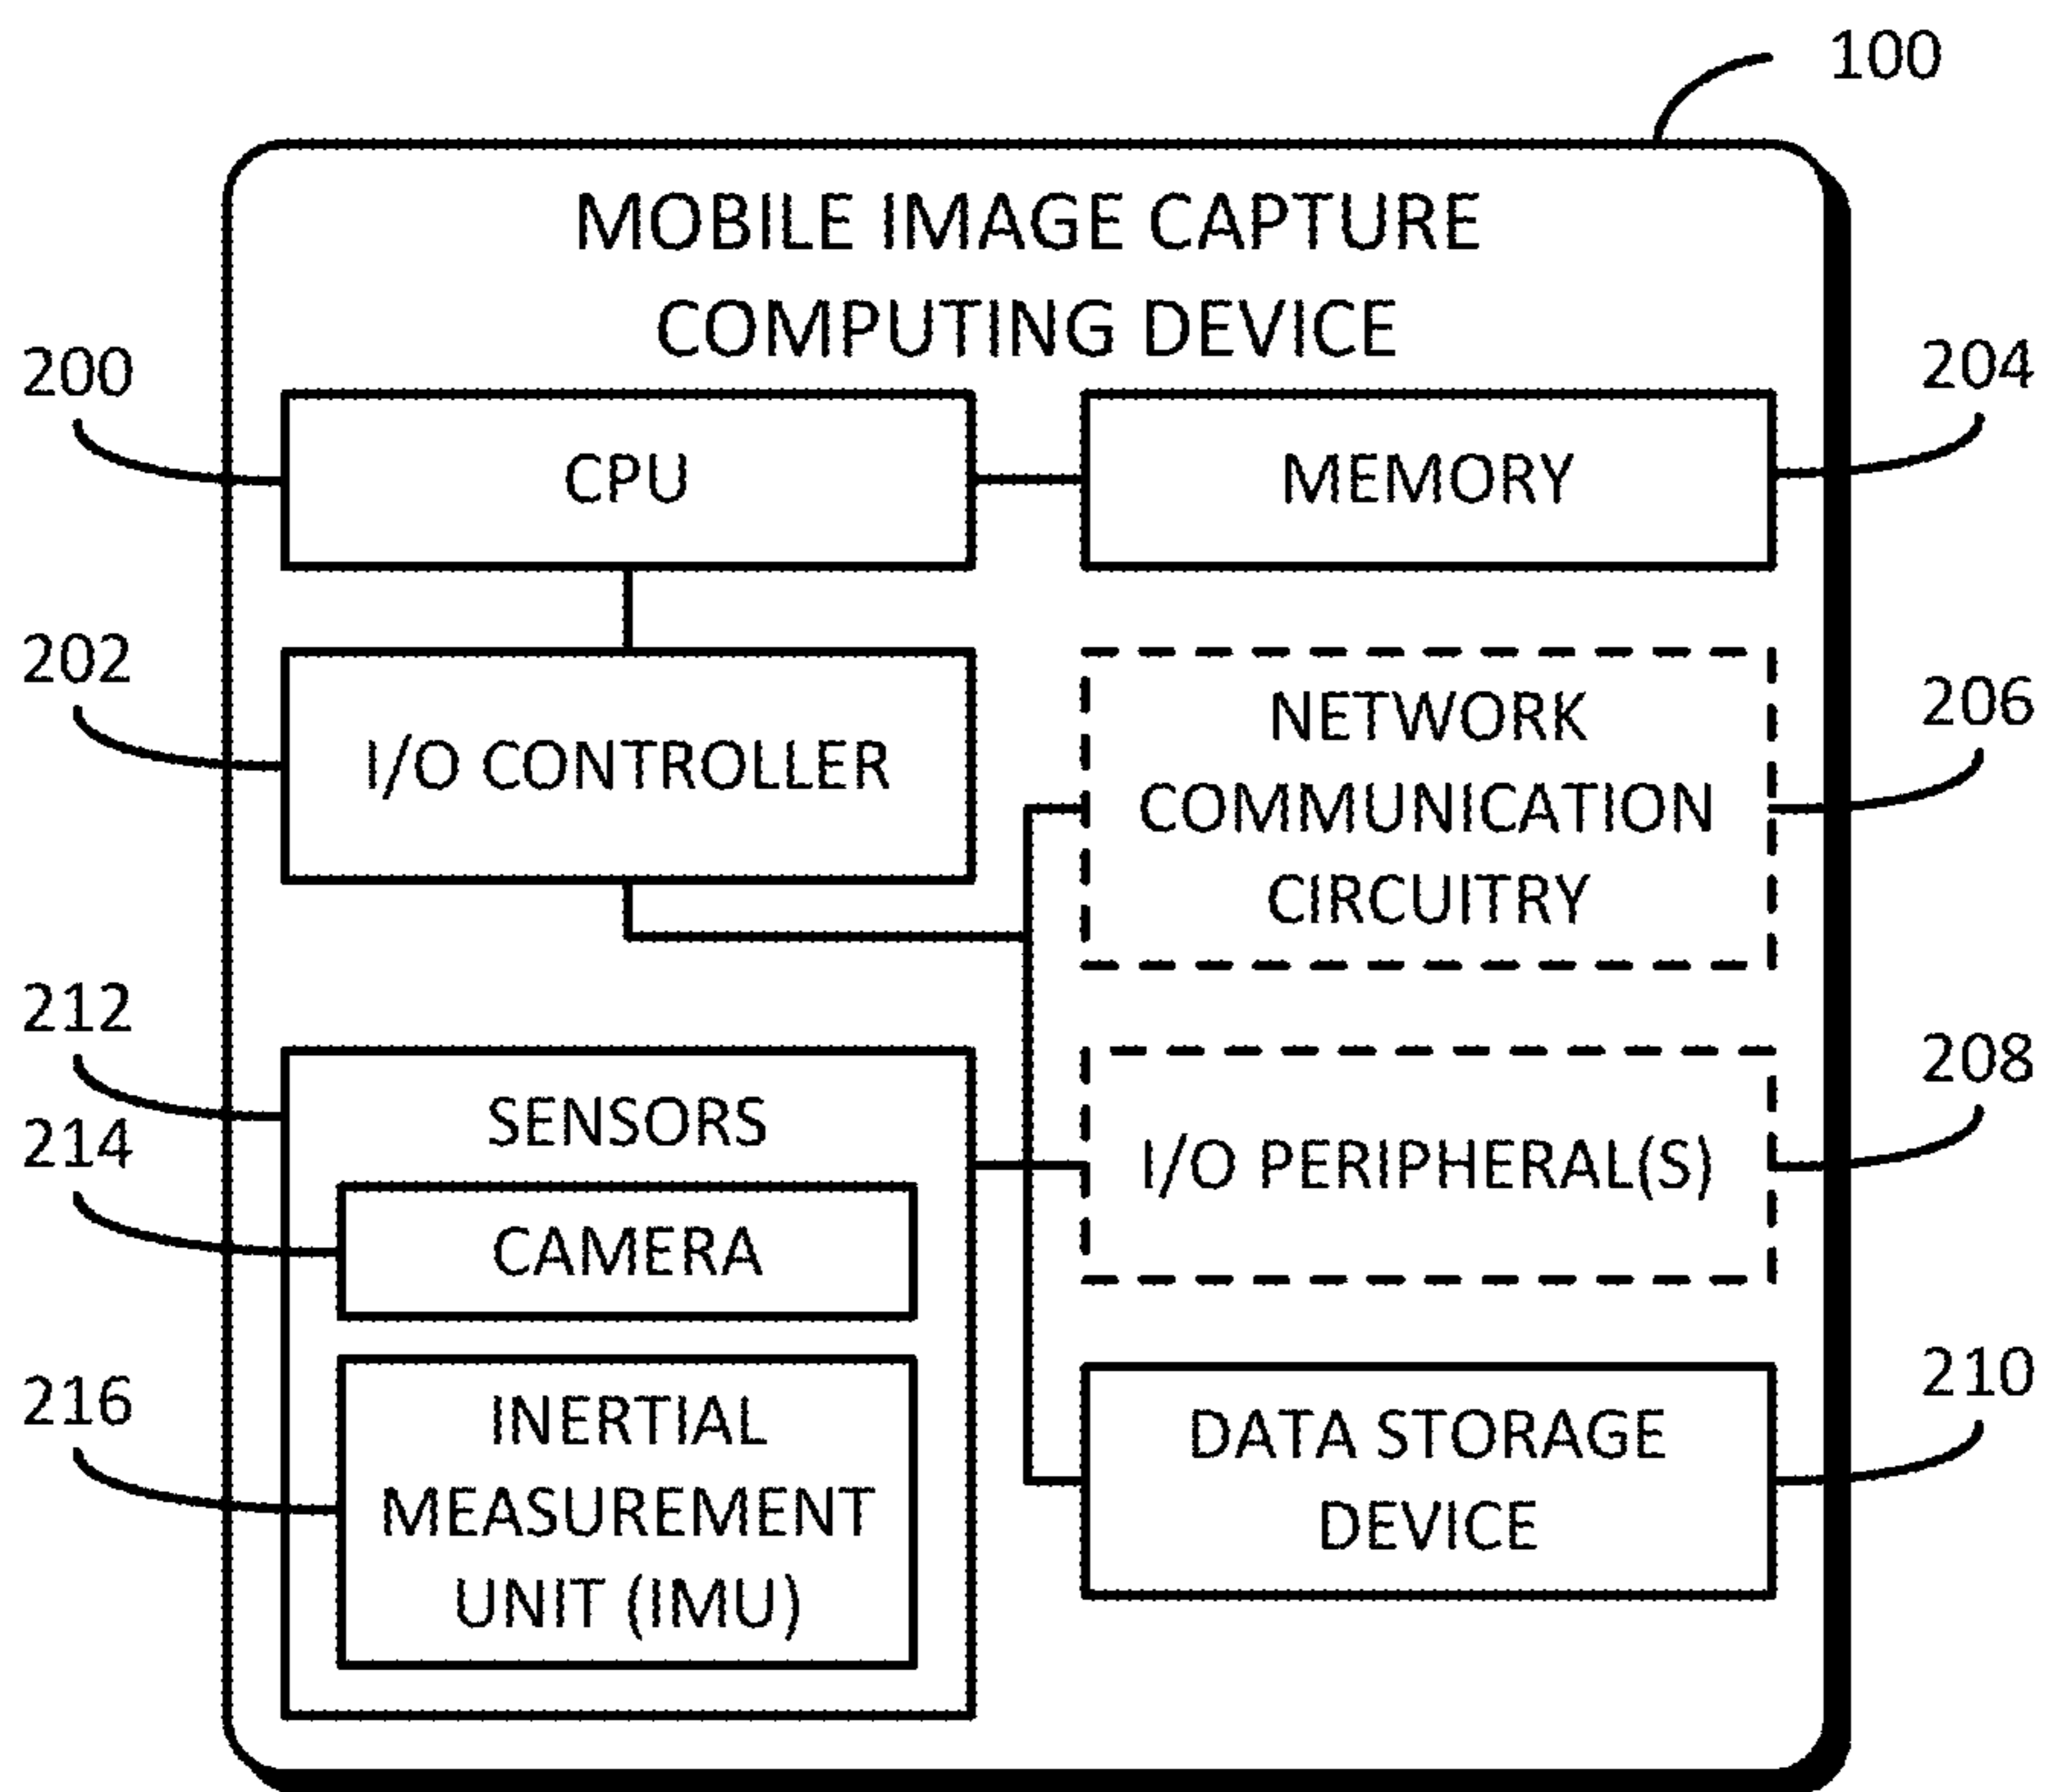 100
MOBILE IMAGE CAPTURE
COMPUTING DEVICE
200
204
CPU
MEMORY
202
206
I/O CONTROLLER
NETWORK
COMMUNICATION
CIRCUITRY
212
208
SENSORS
214
I/O PERIPHERAL(S)
CAMERA
216
210
INERTIAL
MEASUREMENT
UNIT (IMU)
DATA STORAGE
DEVICE